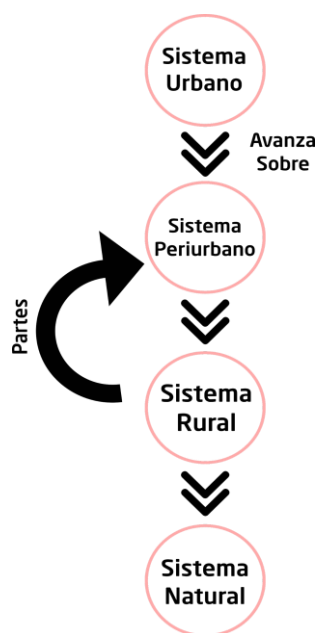 Sistema
Urbano
Avanza
Sobre
Sistema
Periurbano
Partes
Sistema
Rural
Sistema
Natural